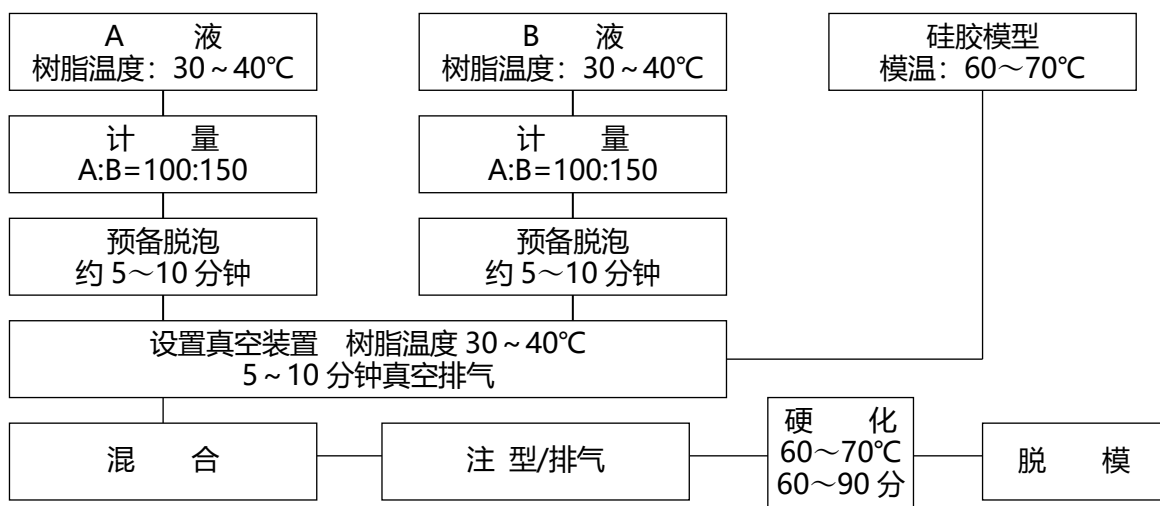 A 液
树脂温度：30～40℃
B 液
树脂温度：30～40℃
硅胶模型
模温：60～70℃
计 量
A:B=100:150
计 量
A:B=100:150
预备脱泡
约 5～10 分钟
预备脱泡
约 5～10 分钟
设置真空装置 树脂温度 30～40℃
5～10 分钟真空排气
混 合
注 型/排气
硬 化
60～70℃
60～90 分
脱 模